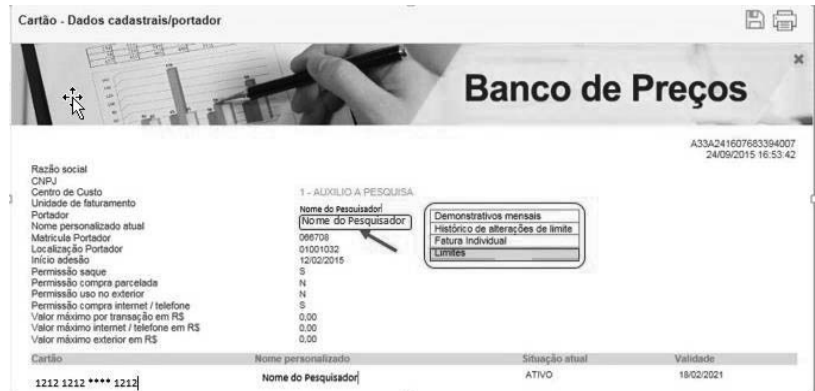 Cartão - Dados cadastrais/portador
Banco de Preços
A33A241607683394007
24/09/2015 16:53:42
Razão social
CNPJ
Centro de Custo 1 - AUXILIO A PESQUISA
Unidade de faturamento
Portador Nome do Pesquisador
Nome personalizado atual Nome do Pesquisador
Matrícula Portador 066708
Localização Portador 01001032
Início adesão 12/02/2015
Permissão saque S
Permissão compra parcelada N
Permissão uso no exterior N
Permissão compra internet / telefone S
Valor máximo por transação em R$ 0,00
Valor máximo internet / telefone em R$ 0,00
Valor máximo exterior em R$ 0,00
Demonstrativos mensais
Histórico de alterações de limite
Fatura Individual
Limites
Cartão Nome personalizado Situação atual Validade
1212 1212 **** 1212 Nome do Pesquisador ATIVO 18/02/2021